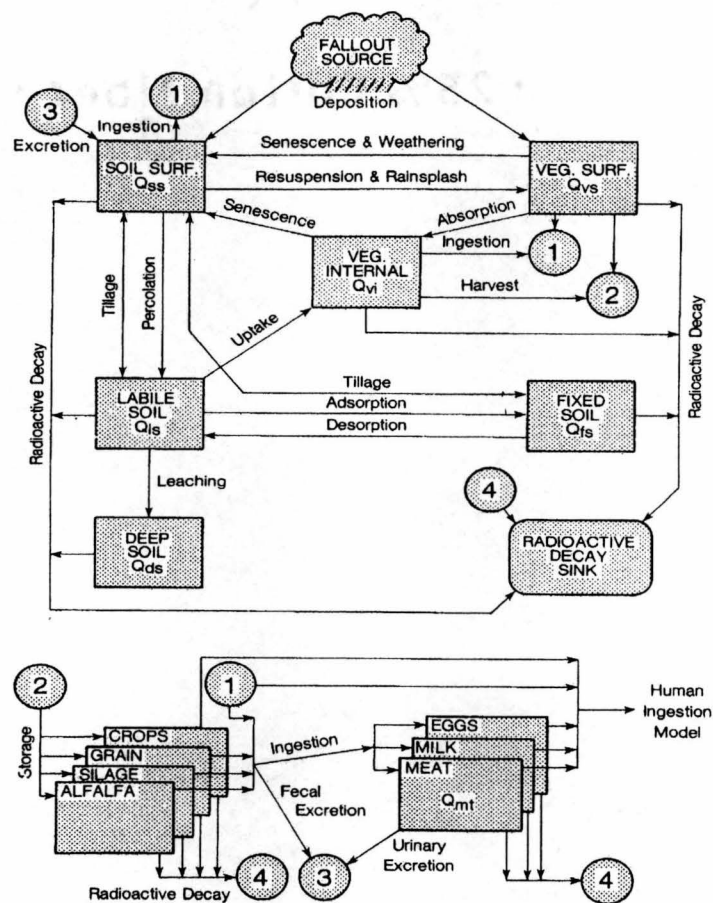 FALLOUT
SOURCE
Deposition
3
1
Ingestion
Excretion
SOIL SURF.
Qss
Senescence & Weathering
Resuspension & Rainsplash
VEG. SURF.
Qvs
Senescence
Absorption
VEG.
INTERNAL
Qvi
Ingestion
1
Harvest
2
Tillage
Percolation
Uptake
Radioactive Decay
Radioactive Decay
LABILE
SOIL
Qls
Tillage
Adsorption
Desorption
FIXED
SOIL
Qfs
Leaching
4
DEEP
SOIL
Qds
RADIOACTIVE
DECAY
SINK
2
1
Storage
CROPS
GRAIN
SILAGE
ALFALFA
Ingestion
Fecal
Excretion
EGGS
MILK
MEAT
Qmt
Human
Ingestion
Model
Urinary
Excretion
Radioactive Decay
4
3
4